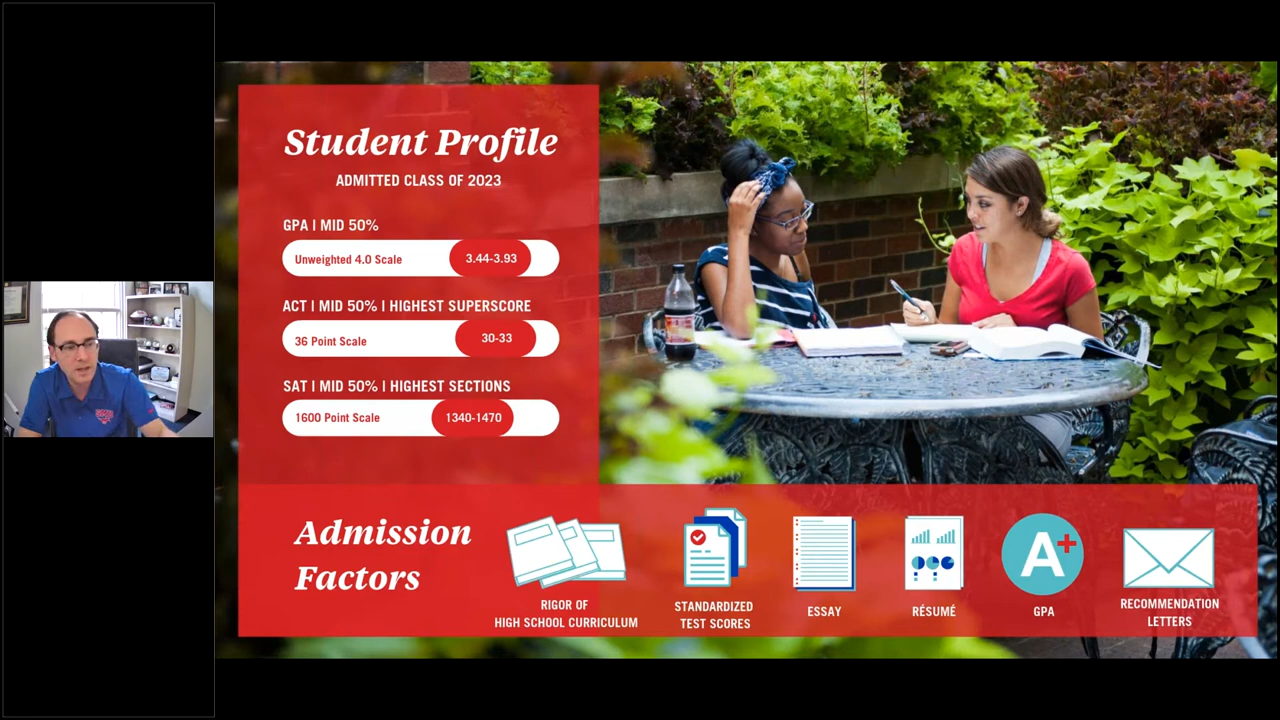 Student Profile
ADMITTED CLASS OF 2023
GPA | MID 50%
Unweighted 4.0 Scale
3.44-3.93
ACT | MID 50% | HIGHEST SUPERSCORE
36 Point Scale
30-33
SAT | MID 50% | HIGHEST SECTIONS
1600 Point Scale
1340-1470
Admission
Factors
RIGOR OF
HIGH SCHOOL CURRICULUM
STANDARDIZED
TEST SCORES
ESSAY
RÉSUMÉ
A+
GPA
RECOMMENDATION
LETTERS